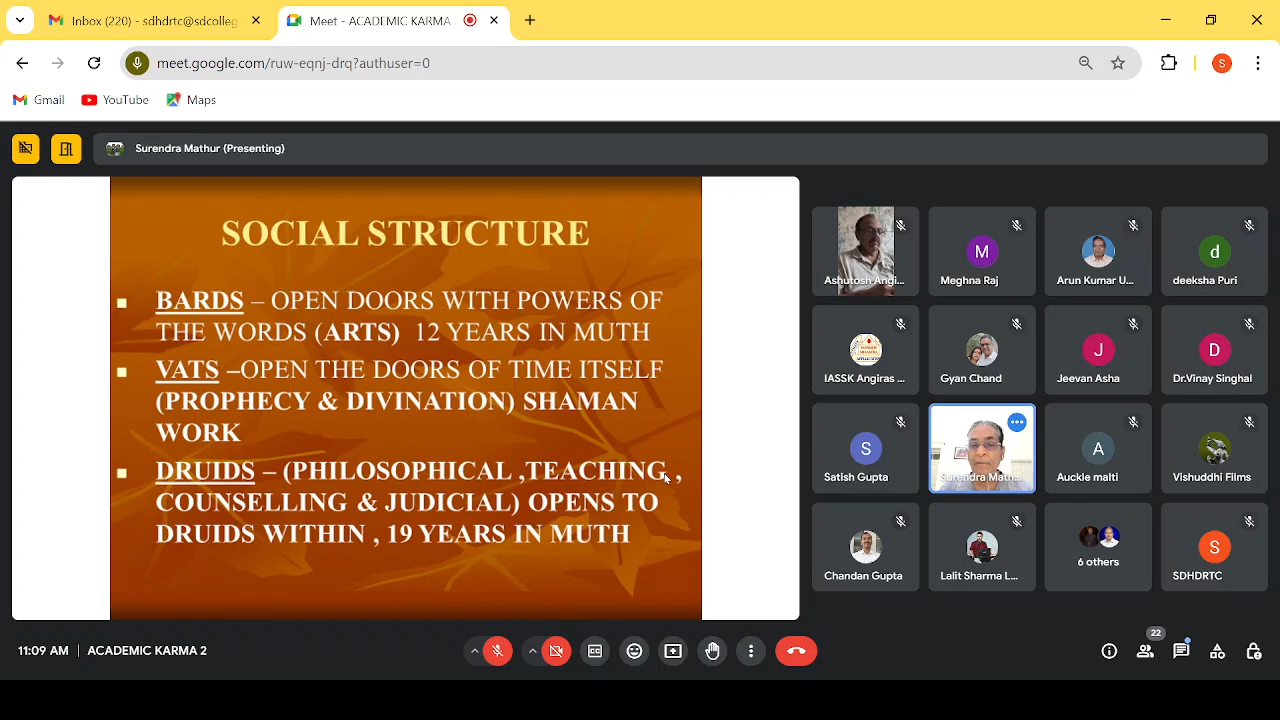 Inbox (220) - sdhdrtc@sdcolleg
Meet - ACADEMIC KARMA
meet.google.com/ruw-eqnj-drq?authuser=0
S
Gmail
YouTube
Maps
Surendra Mathur (Presenting)
SOCIAL STRUCTURE
BARDS – OPEN DOORS WITH POWERS OF
THE WORDS (ARTS) 12 YEARS IN MUTH
VATS –OPEN THE DOORS OF TIME ITSELF
(PROPHECY & DIVINATION) SHAMAN
WORK
DRUIDS – (PHILOSOPHICAL ,TEACHING ,
COUNSELLING & JUDICIAL) OPENS TO
DRUIDS WITHIN , 19 YEARS IN MUTH
Ashutosh Angi...
M
Meghna Raj
Arun Kumar U...
d
deeksha Puri
IASSK Angiras ...
Gyan Chand
J
Jeevan Asha
D
Dr.Vinay Singhal
S
Satish Gupta
Surendra Math...
A
Auckle malti
Vishuddhi Films
Chandan Gupta
Lalit Sharma L...
6 others
S
SDHDRTC
11:09 AM | ACADEMIC KARMA 2
22